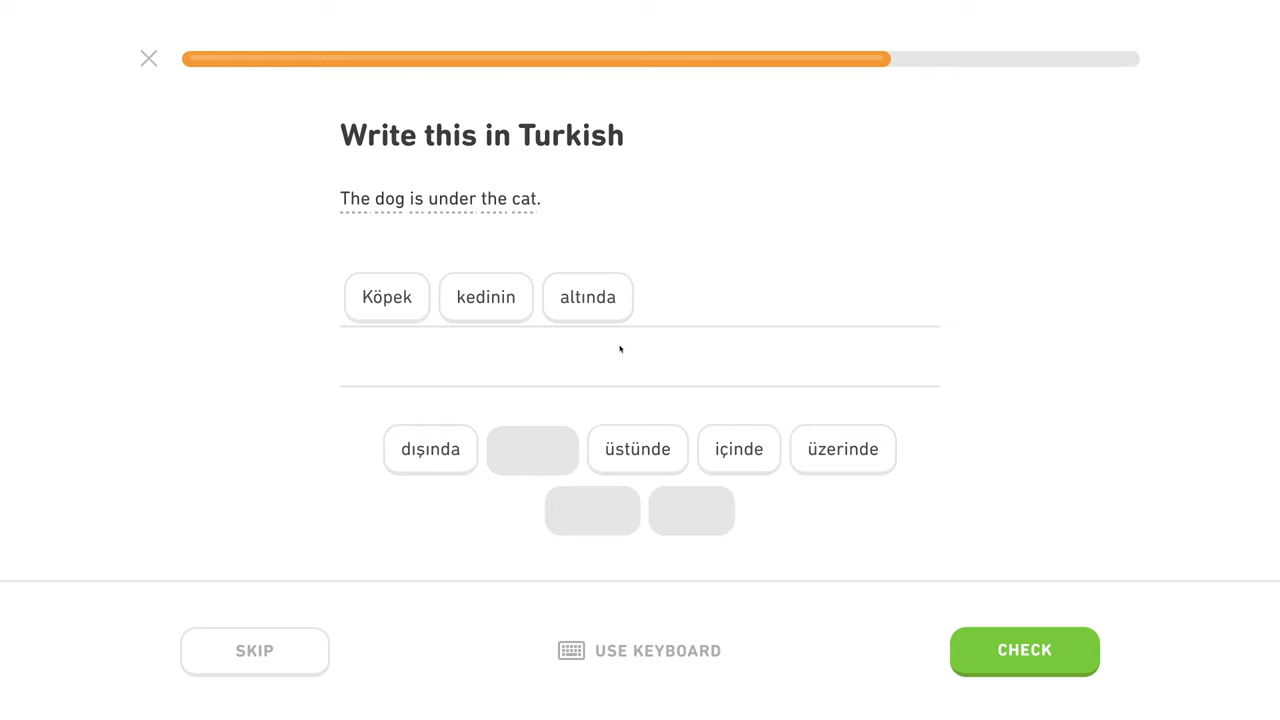 Write this in Turkish
The dog is under the cat.
Köpek kedinin altında
dışında üstünde içinde üzerinde
SKIP USE KEYBOARD CHECK